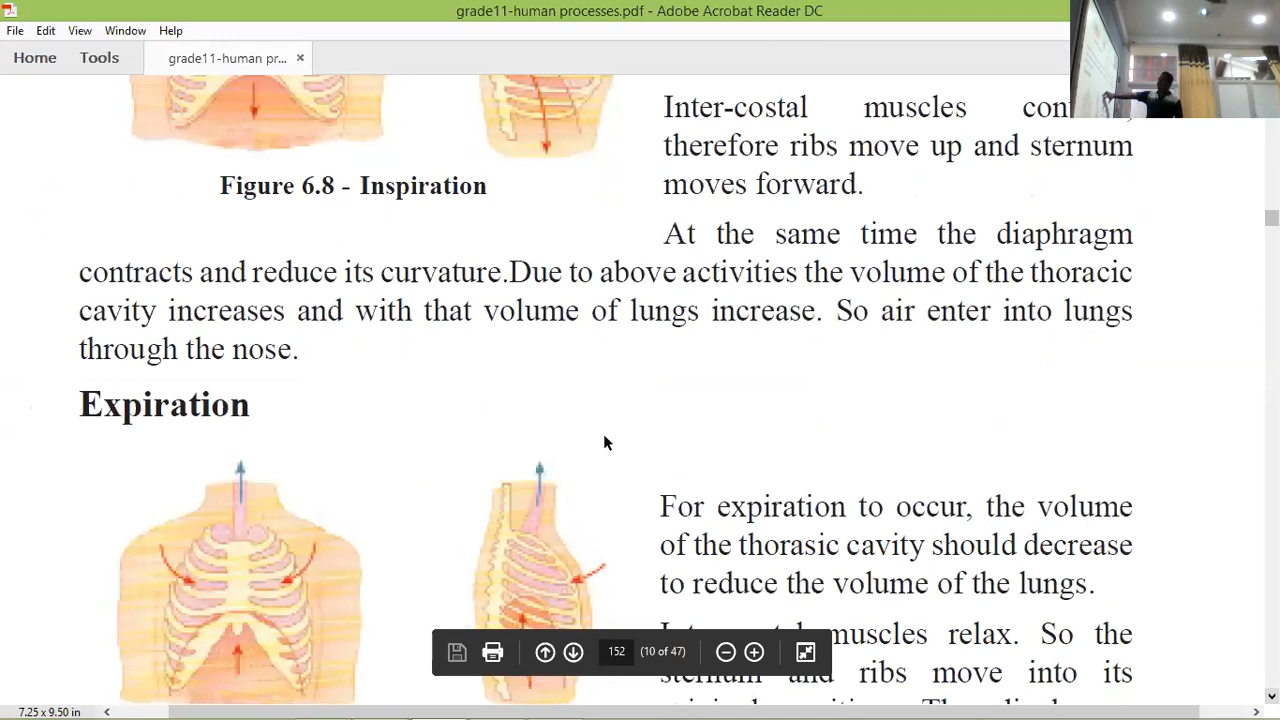 grade11-human processes.pdf - Adobe Acrobat Reader DC
File Edit View Window Help
Home Tools grade11-human pr... ×
Inter-costal muscles
therefore ribs move up and sternum
moves forward.
Figure 6.8 - Inspiration
At the same time the diaphragm
contracts and reduce its curvature.Due to above activities the volume of the thoracic
cavity increases and with that volume of lungs increase. So air enter into lungs
through the nose.
Expiration
For expiration to occur, the volume
of the thorasic cavity should decrease
to reduce the volume of the lungs.
muscles relax. So the
ribs move into its
152 (10 of 47)
7.25 x 9.50 in